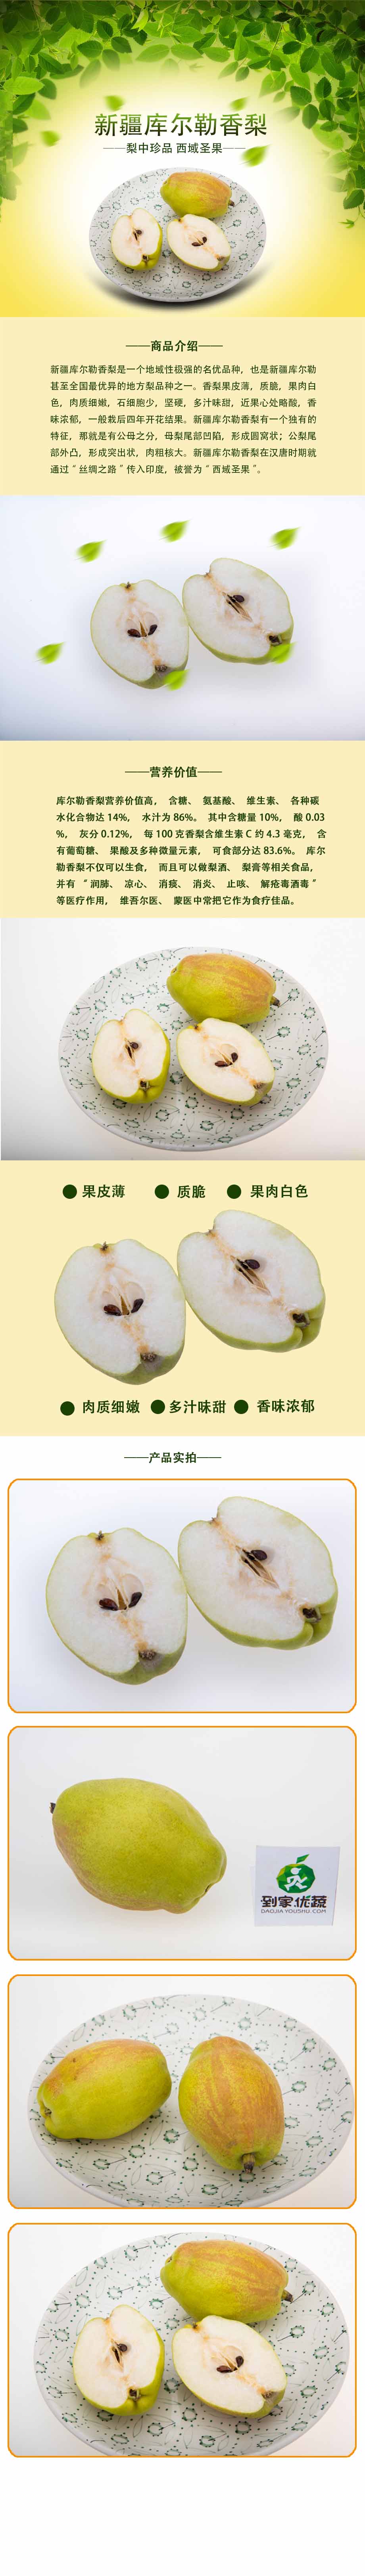 新疆库尔勒香梨
——梨中珍品 西域圣果——
——商品介绍——
新疆库尔勒香梨是一个地域性极强的名优品种，也是新疆库尔勒
甚至全国最优异的地方梨品种之一。香梨果皮薄，质脆，果肉白
色，肉质细嫩，石细胞少，坚硬，多汁味甜，近果心处略酸，香
味浓郁，一般栽后四年开花结果。新疆库尔勒香梨有一个独有的
特征，那就是有公母之分，母梨尾部凹陷，形成圆窝状；公梨尾
部外凸，形成突出状，肉粗核大。新疆库尔勒香梨在汉唐时期就
通过“丝绸之路”传入印度，被誉为“西域圣果”。
——营养价值——
库尔勒香梨营养价值高， 含糖、 氨基酸、 维生素、 各种碳
水化合物达 14%， 水汁为 86%。 其中含糖量 10%， 酸 0.03
%， 灰分 0.12%， 每 100 克香梨含维生素 C 约 4.3 毫克， 含
有葡萄糖、 果酸及多种微量元素， 可食部分达 83.6%。 库尔
勒香梨不仅可以生食， 而且可以做梨酒、 梨膏等相关食品，
并有 “润肺、 凉心、 消痰、 消炎、 止咳、 解疮毒酒毒”
等医疗作用， 维吾尔医、 蒙医中常把它作为食疗佳品。
● 果皮薄 ● 质脆 ● 果肉白色
● 肉质细嫩 ● 多汁味甜 ● 香味浓郁
——产品实拍——
到家优蔬
DAOJIA YOUSHU.COM